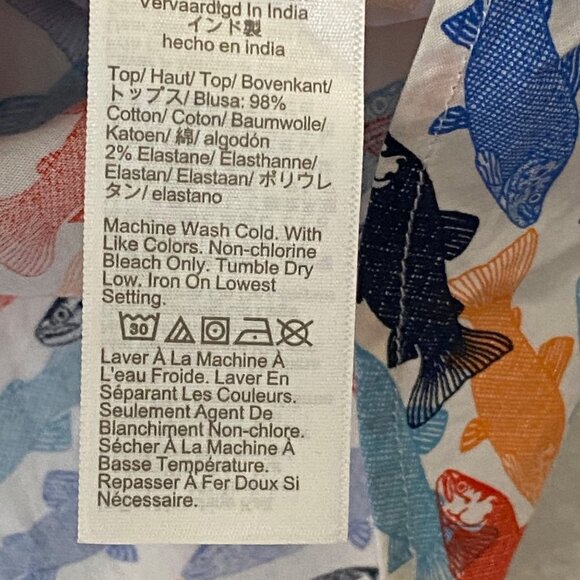 Vervaardigd In India
インド製
hecho en india
Top/ Haut/ Top/ Bovenkant/
トップス/ Blusa: 98%
Cotton/ Coton/ Baumwolle/
Katoen/ 綿/ algodón
2% Elastane/ Élasthanne/
Elastan/ Elastaan/ ポリウレ
タン/ elastano
Machine Wash Cold. With
Like Colors. Non-chlorine
Bleach Only. Tumble Dry
Low. Iron On Lowest
Setting.
30
Laver À La Machine À
L'eau Froide. Laver En
Séparant Les Couleurs.
Seulement Agent De
Blanchiment Non-chlore.
Sécher À La Machine À
Basse Température.
Repasser À Fer Doux Si
Nécessaire.